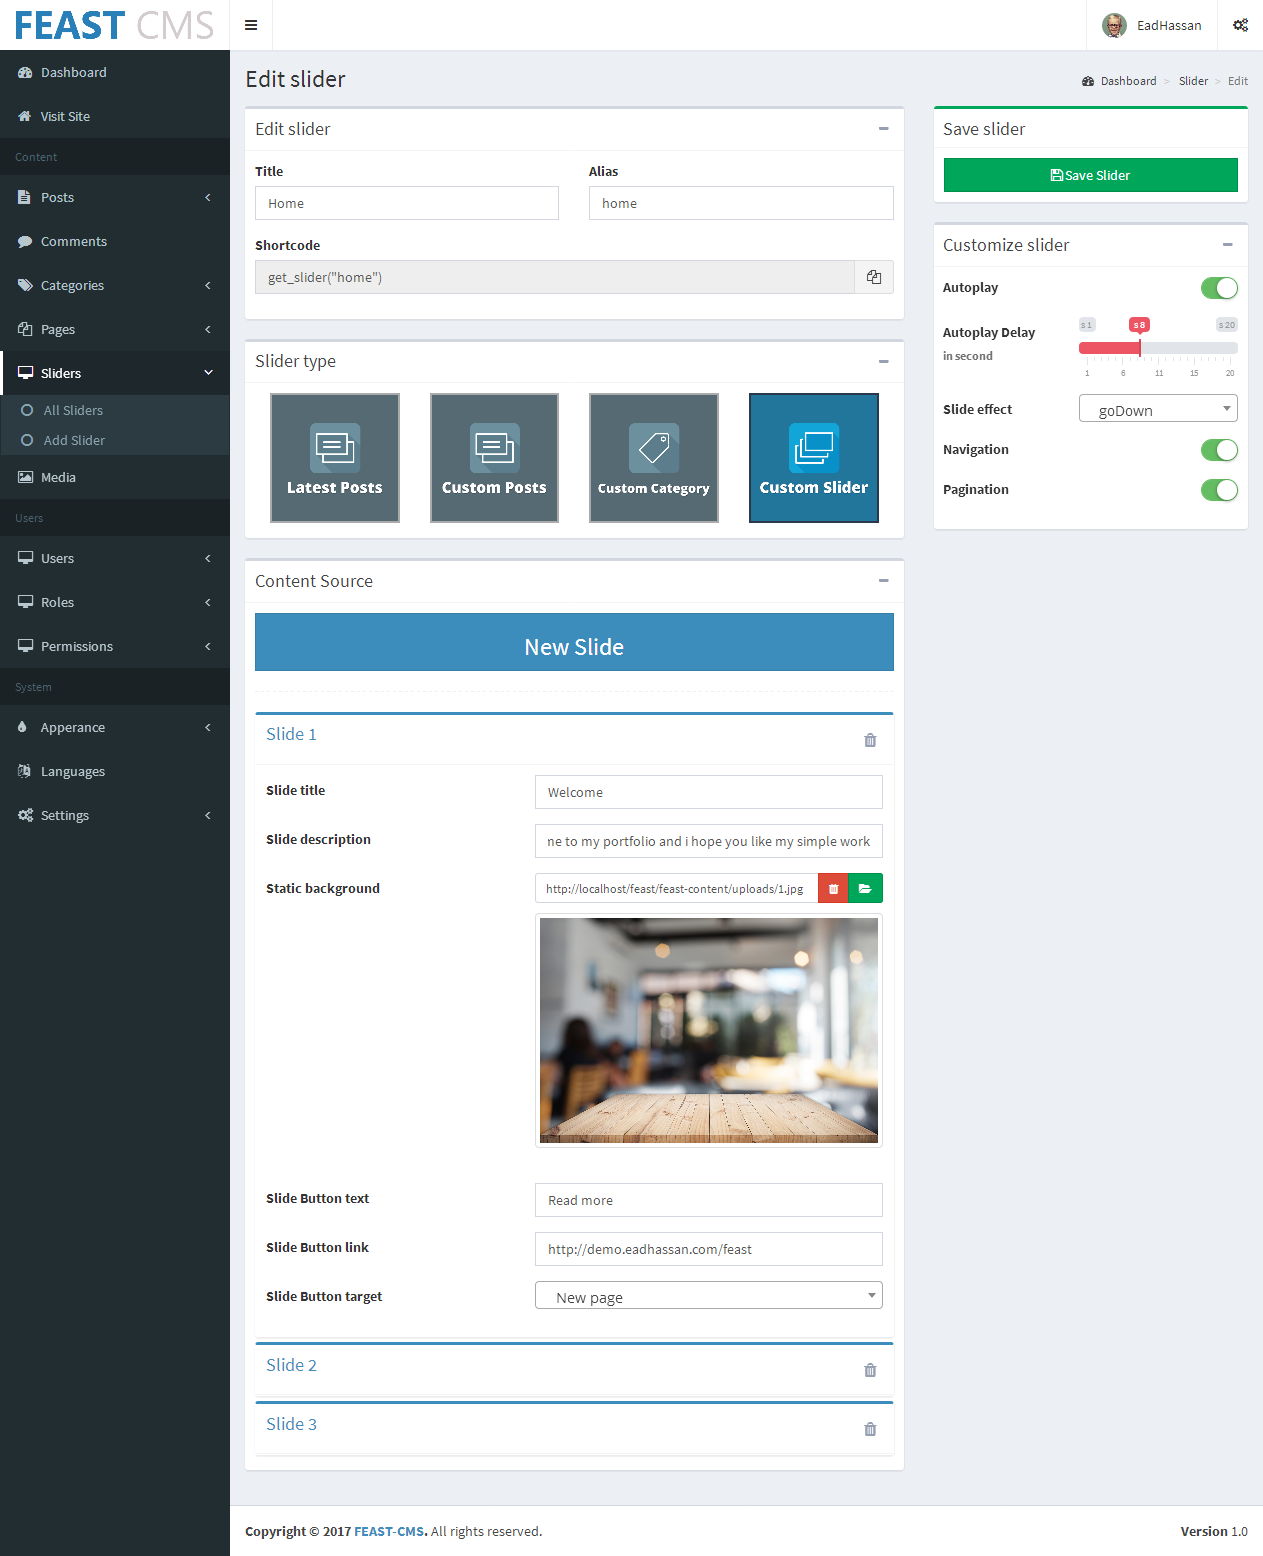 FEAST CMS
EadHassan
Dashboard
Visit Site
Content
Posts
Comments
Categories
Pages
Sliders
All Sliders
Add Slider
Media
Users
Users
Roles
Permissions
System
Apperance
Languages
Settings
Edit slider
Dashboard > Slider > Edit
Edit slider
Title
Alias
Home
home
Shortcode
get_slider("home")
Slider type
Latest Posts
Custom Posts
Custom Category
Custom Slider
Content Source
New Slide
Slide 1
Slide title
Welcome
Slide description
ne to my portfolio and i hope you like my simple work
Static background
http://localhost/feast/feast-content/uploads/1.jpg
Slide Button text
Read more
Slide Button link
http://demo.eadhassan.com/feast
Slide Button target
New page
Slide 2
Slide 3
Save slider
Save Slider
Customize slider
Autoplay
Autoplay Delay
in second
s 1
s 8
s 20
1 6 11 15 20
Slide effect
goDown
Navigation
Pagination
Copyright © 2017 FEAST-CMS. All rights reserved.
Version 1.0